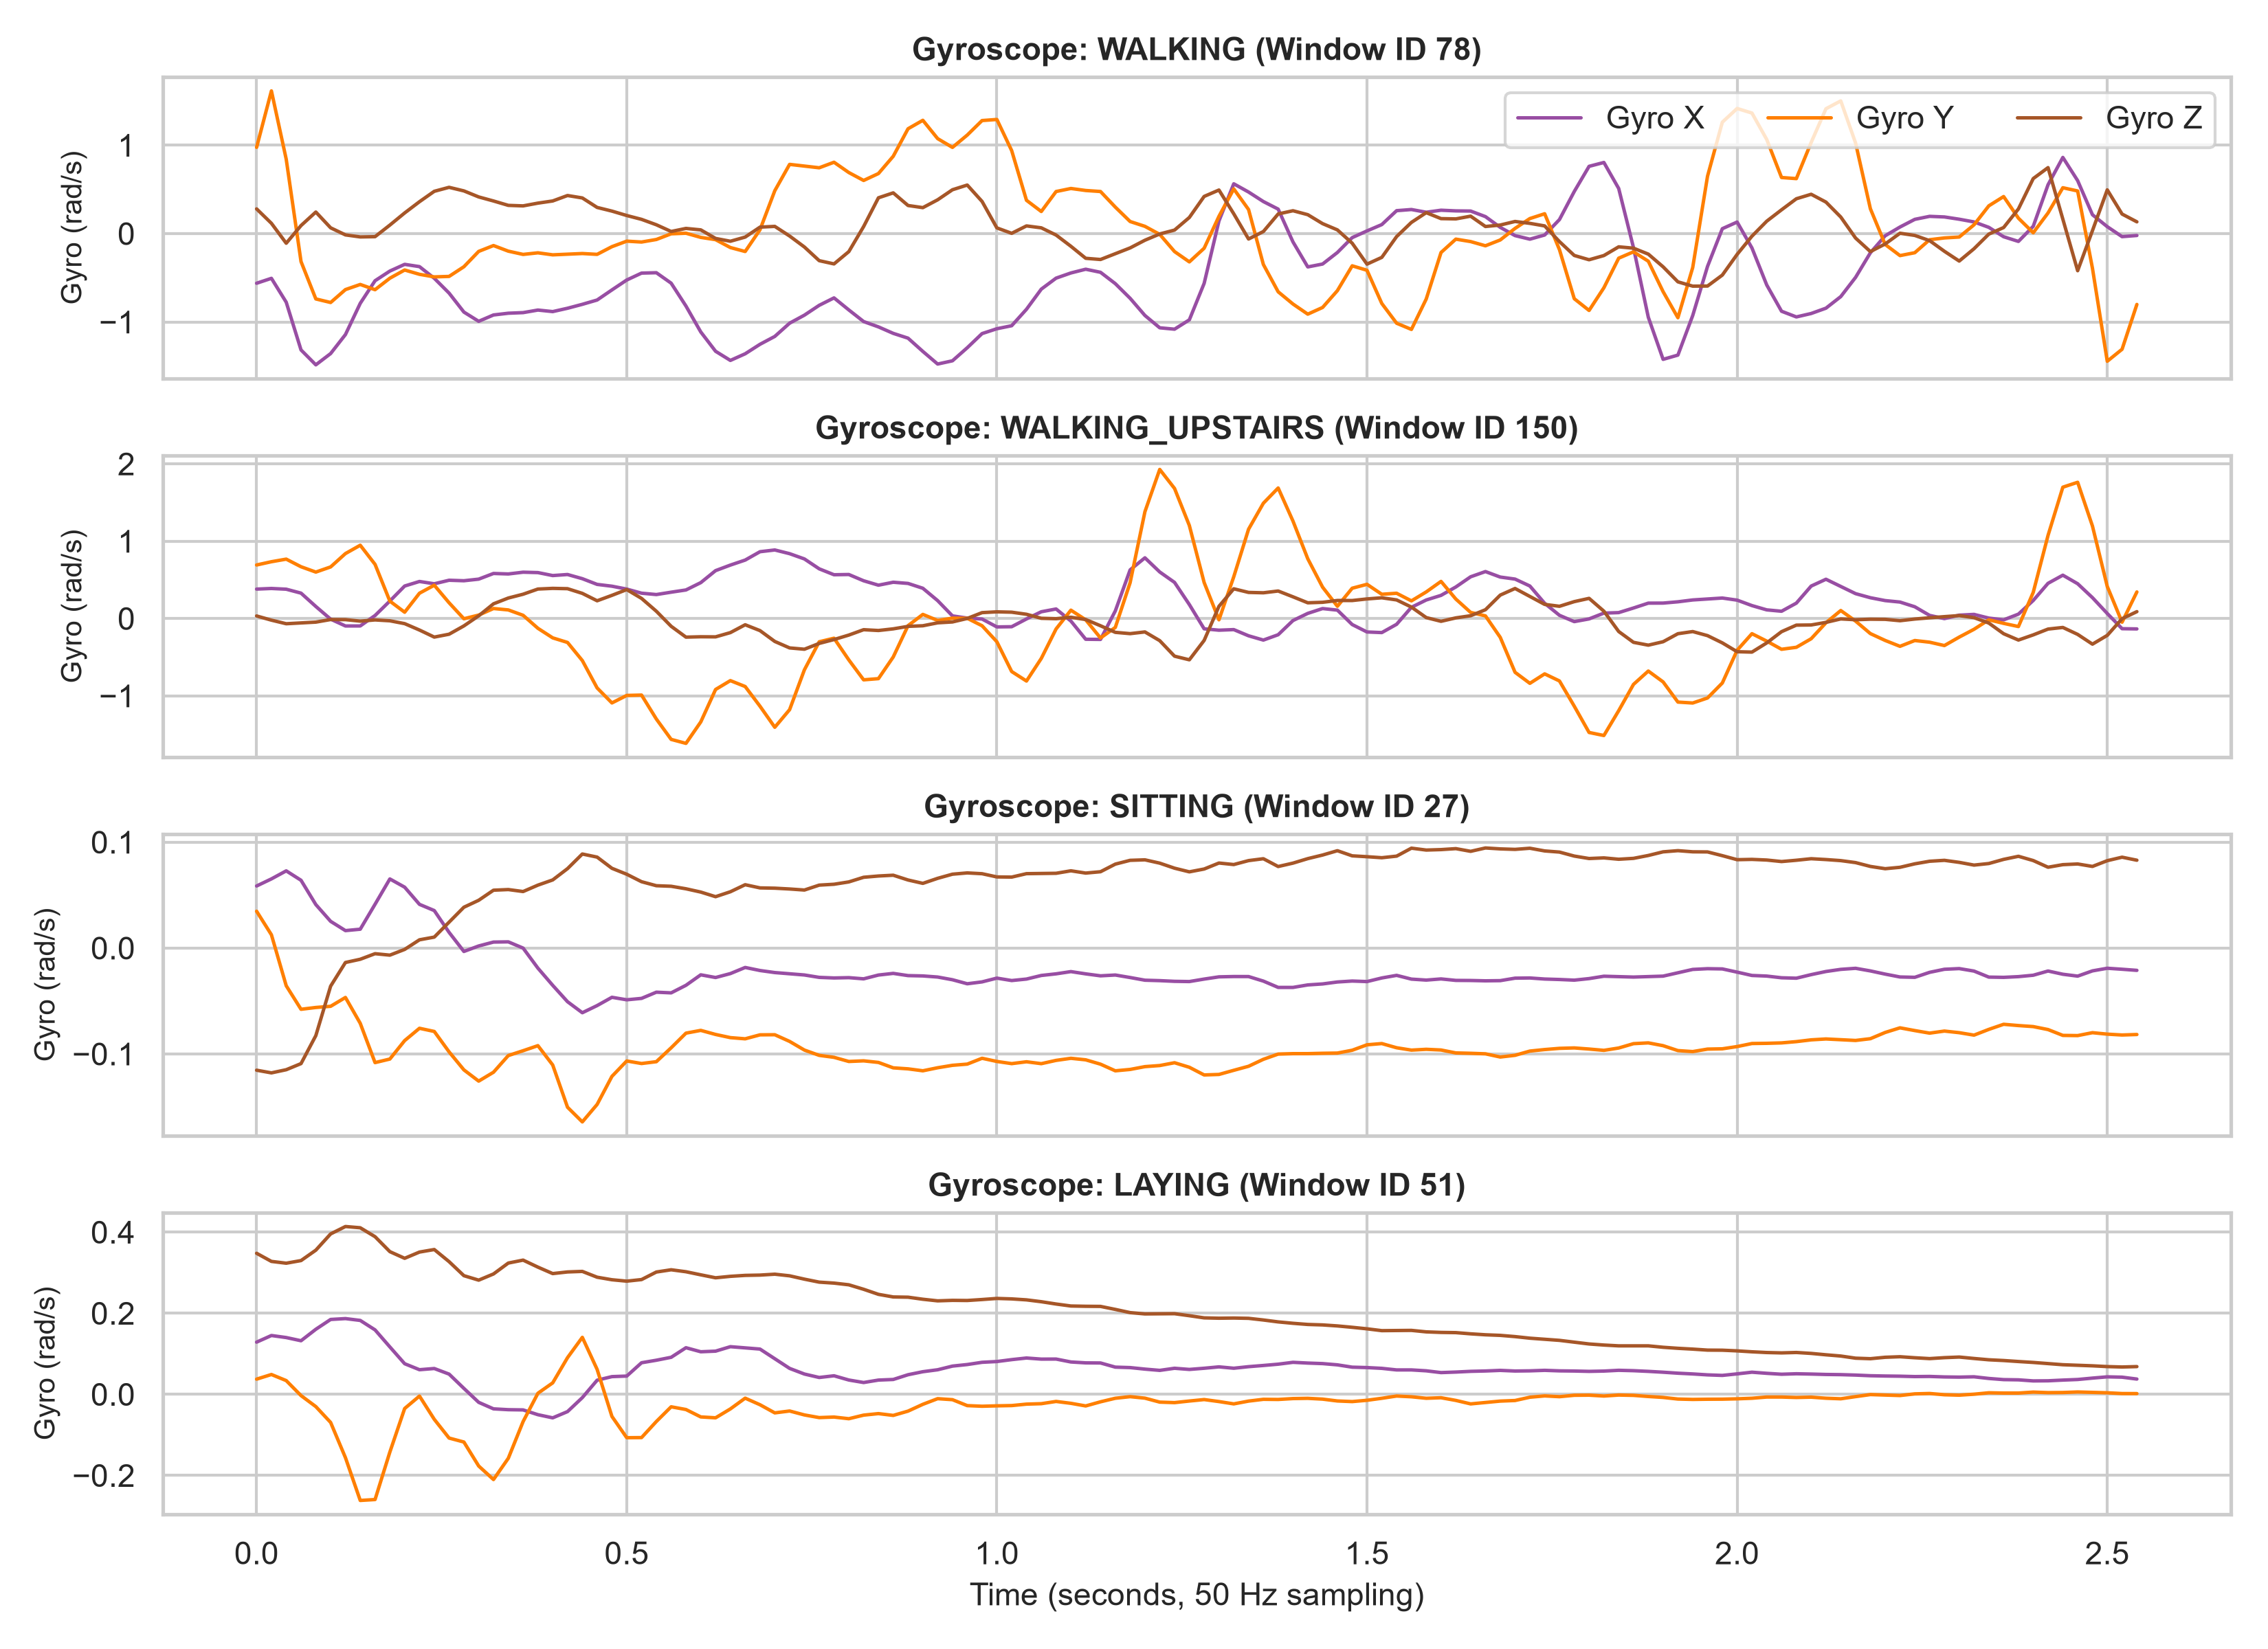 Gyroscope: WALKING (Window ID 78)
Gyro X Gyro Y Gyro Z
Gyro (rad/s)
1
0
−1
Gyroscope: WALKING_UPSTAIRS (Window ID 150)
Gyro (rad/s)
2
1
0
−1
Gyroscope: SITTING (Window ID 27)
Gyro (rad/s)
0.1
0.0
−0.1
Gyroscope: LAYING (Window ID 51)
Gyro (rad/s)
0.4
0.2
0.0
−0.2
0.0 0.5 1.0 1.5 2.0 2.5
Time (seconds, 50 Hz sampling)